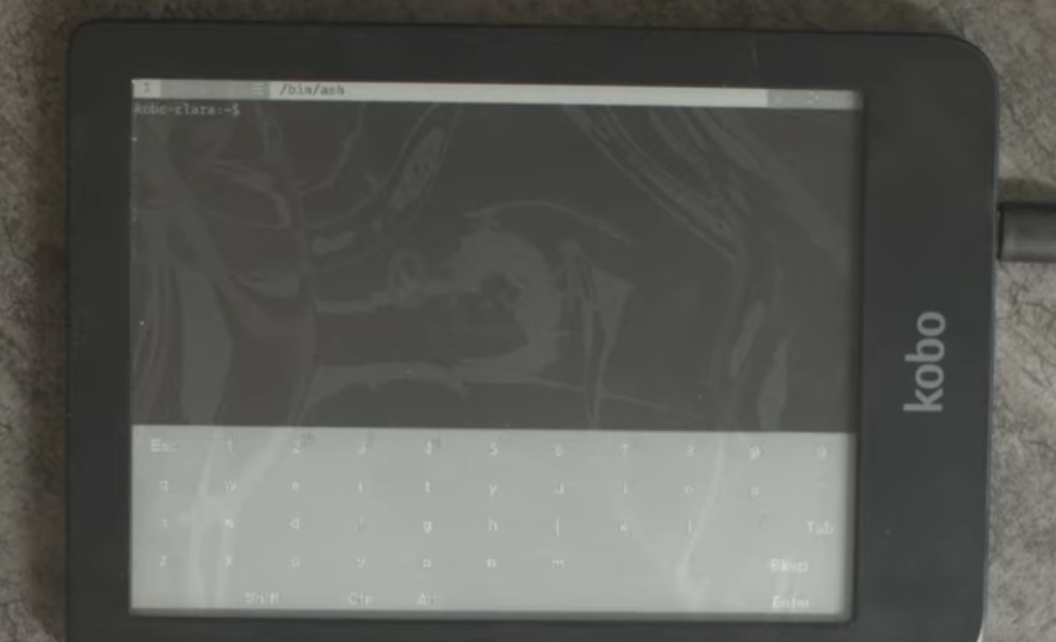 1 /bin/ash
kobo-clara:~$
kobo
Esc 1 2 3 4 5 6 7 8 9 0
q w e t y u i o
s d f g h j k l Tab
z x m Bksp
Shift Ctrl Alt Enter